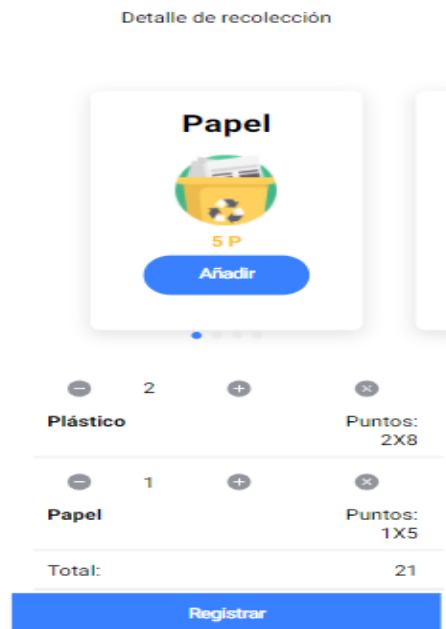 Detalle de recolección
Papel
5 P
Añadir
2
Plástico
Puntos:
2X8
1
Papel
Puntos:
1X5
Total: 21
Registrar